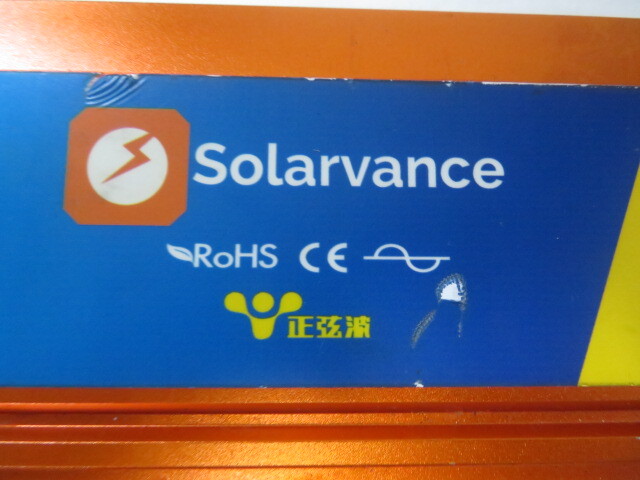 Solarvance
RoHS CE
正弦波